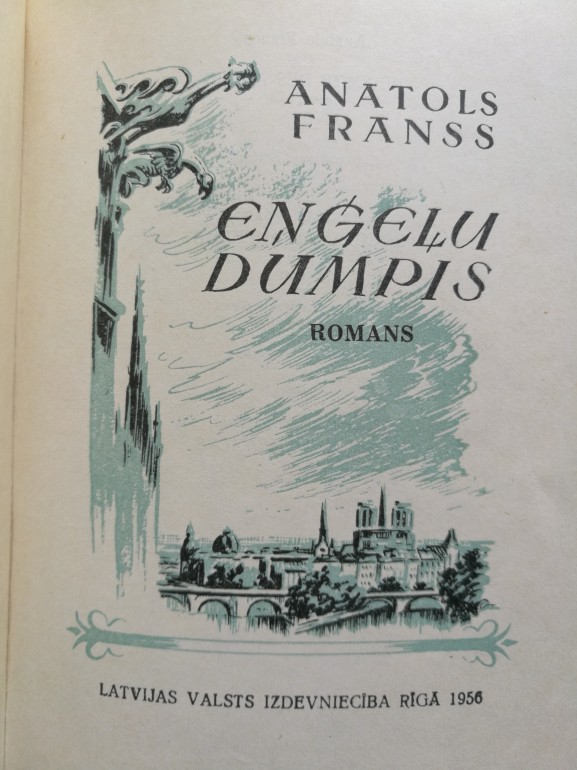 ANATOLS
FRANSS
EŅĢEĻU
DUMPIS
ROMANS
LATVIJAS VALSTS IZDEVNIECĪBA RĪGĀ 1956